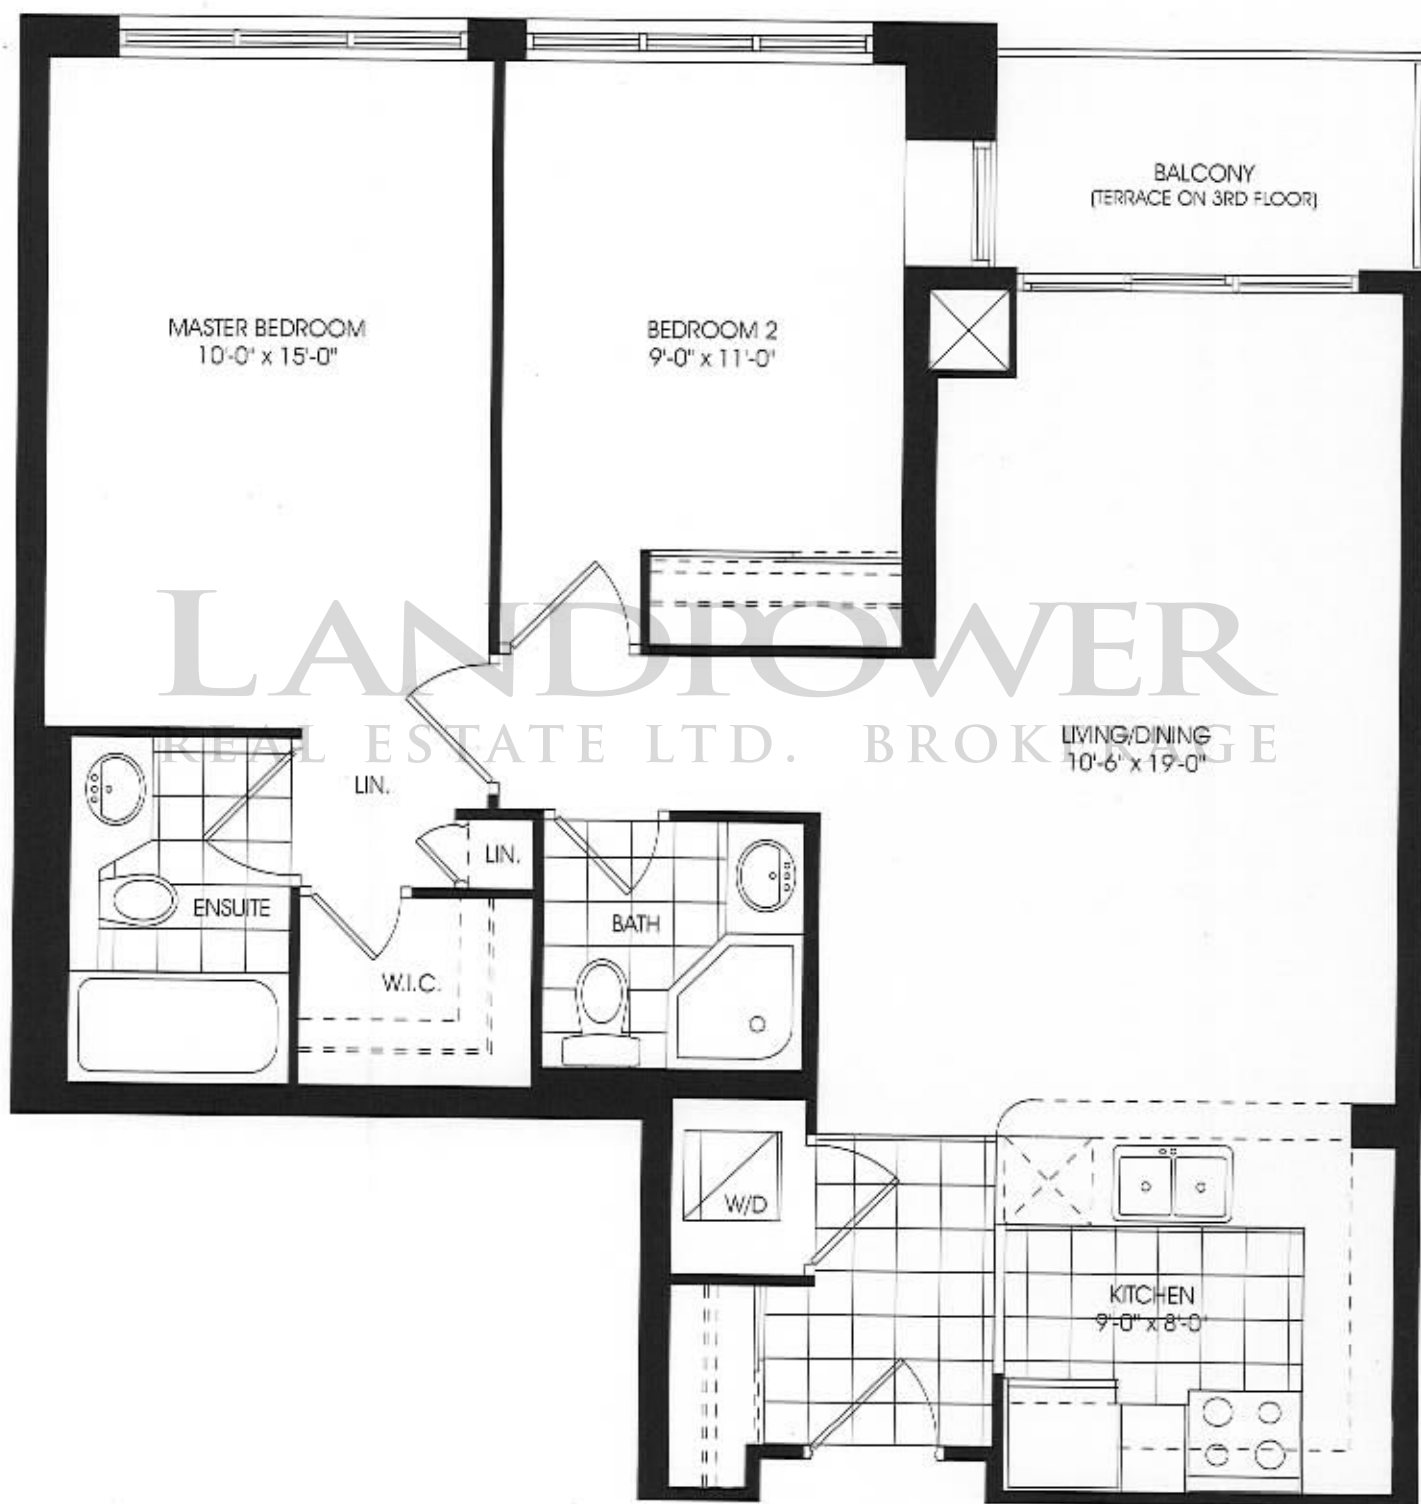 BALCONY
(TERRACE ON 3RD FLOOR)
MASTER BEDROOM
10'-0" x 15'-0"
BEDROOM 2
9'-0" x 11'-0"
LANDPOWER
REAL ESTATE LTD. BROKERAGE
LIVING/DINING
10'-6" x 19'-0"
LIN.
LIN.
ENSUITE
BATH
W.I.C.
W/D
KITCHEN
9'-0" x 8'-0"